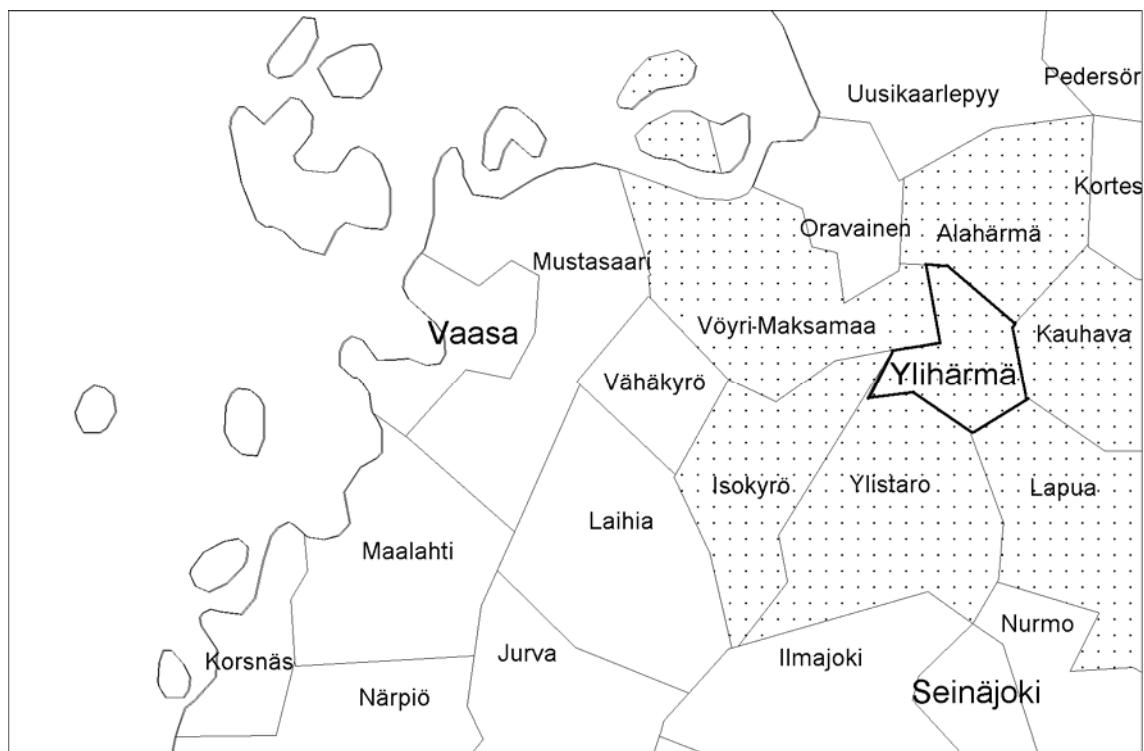 Pedersör
Uusikaarlepyy
Kortes
Oravainen
Alahärmä
Mustasaari
Vöyri-Maksamaa
Kauhava
Vaasa
Vähäkyrö
Ylihärmä
Isokyrö
Ylistaro
Lapua
Laihia
Maalahti
Nurmo
Korsnäs
Jurva
Ilmajoki
Närpiö
Seinäjoki